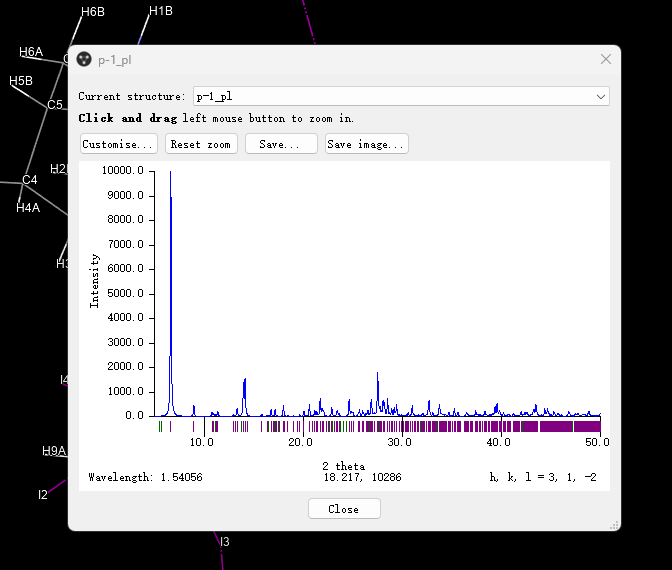 H6B
H1B
H6A
H5B
C5
C4
H4A
I4
H9A
I2
I3
p-1_pl
Current structure: p-1_pl
Click and drag left mouse button to zoom in.
Customise... Reset zoom Save... Save image...
Intensity
10000.0
9000.0
8000.0
7000.0
6000.0
5000.0
4000.0
3000.0
2000.0
1000.0
0.0
10.0 20.0 30.0 40.0 50.0
2 theta
Wavelength: 1.54056 18.217, 10286 h, k, l = 3, 1, -2
Close